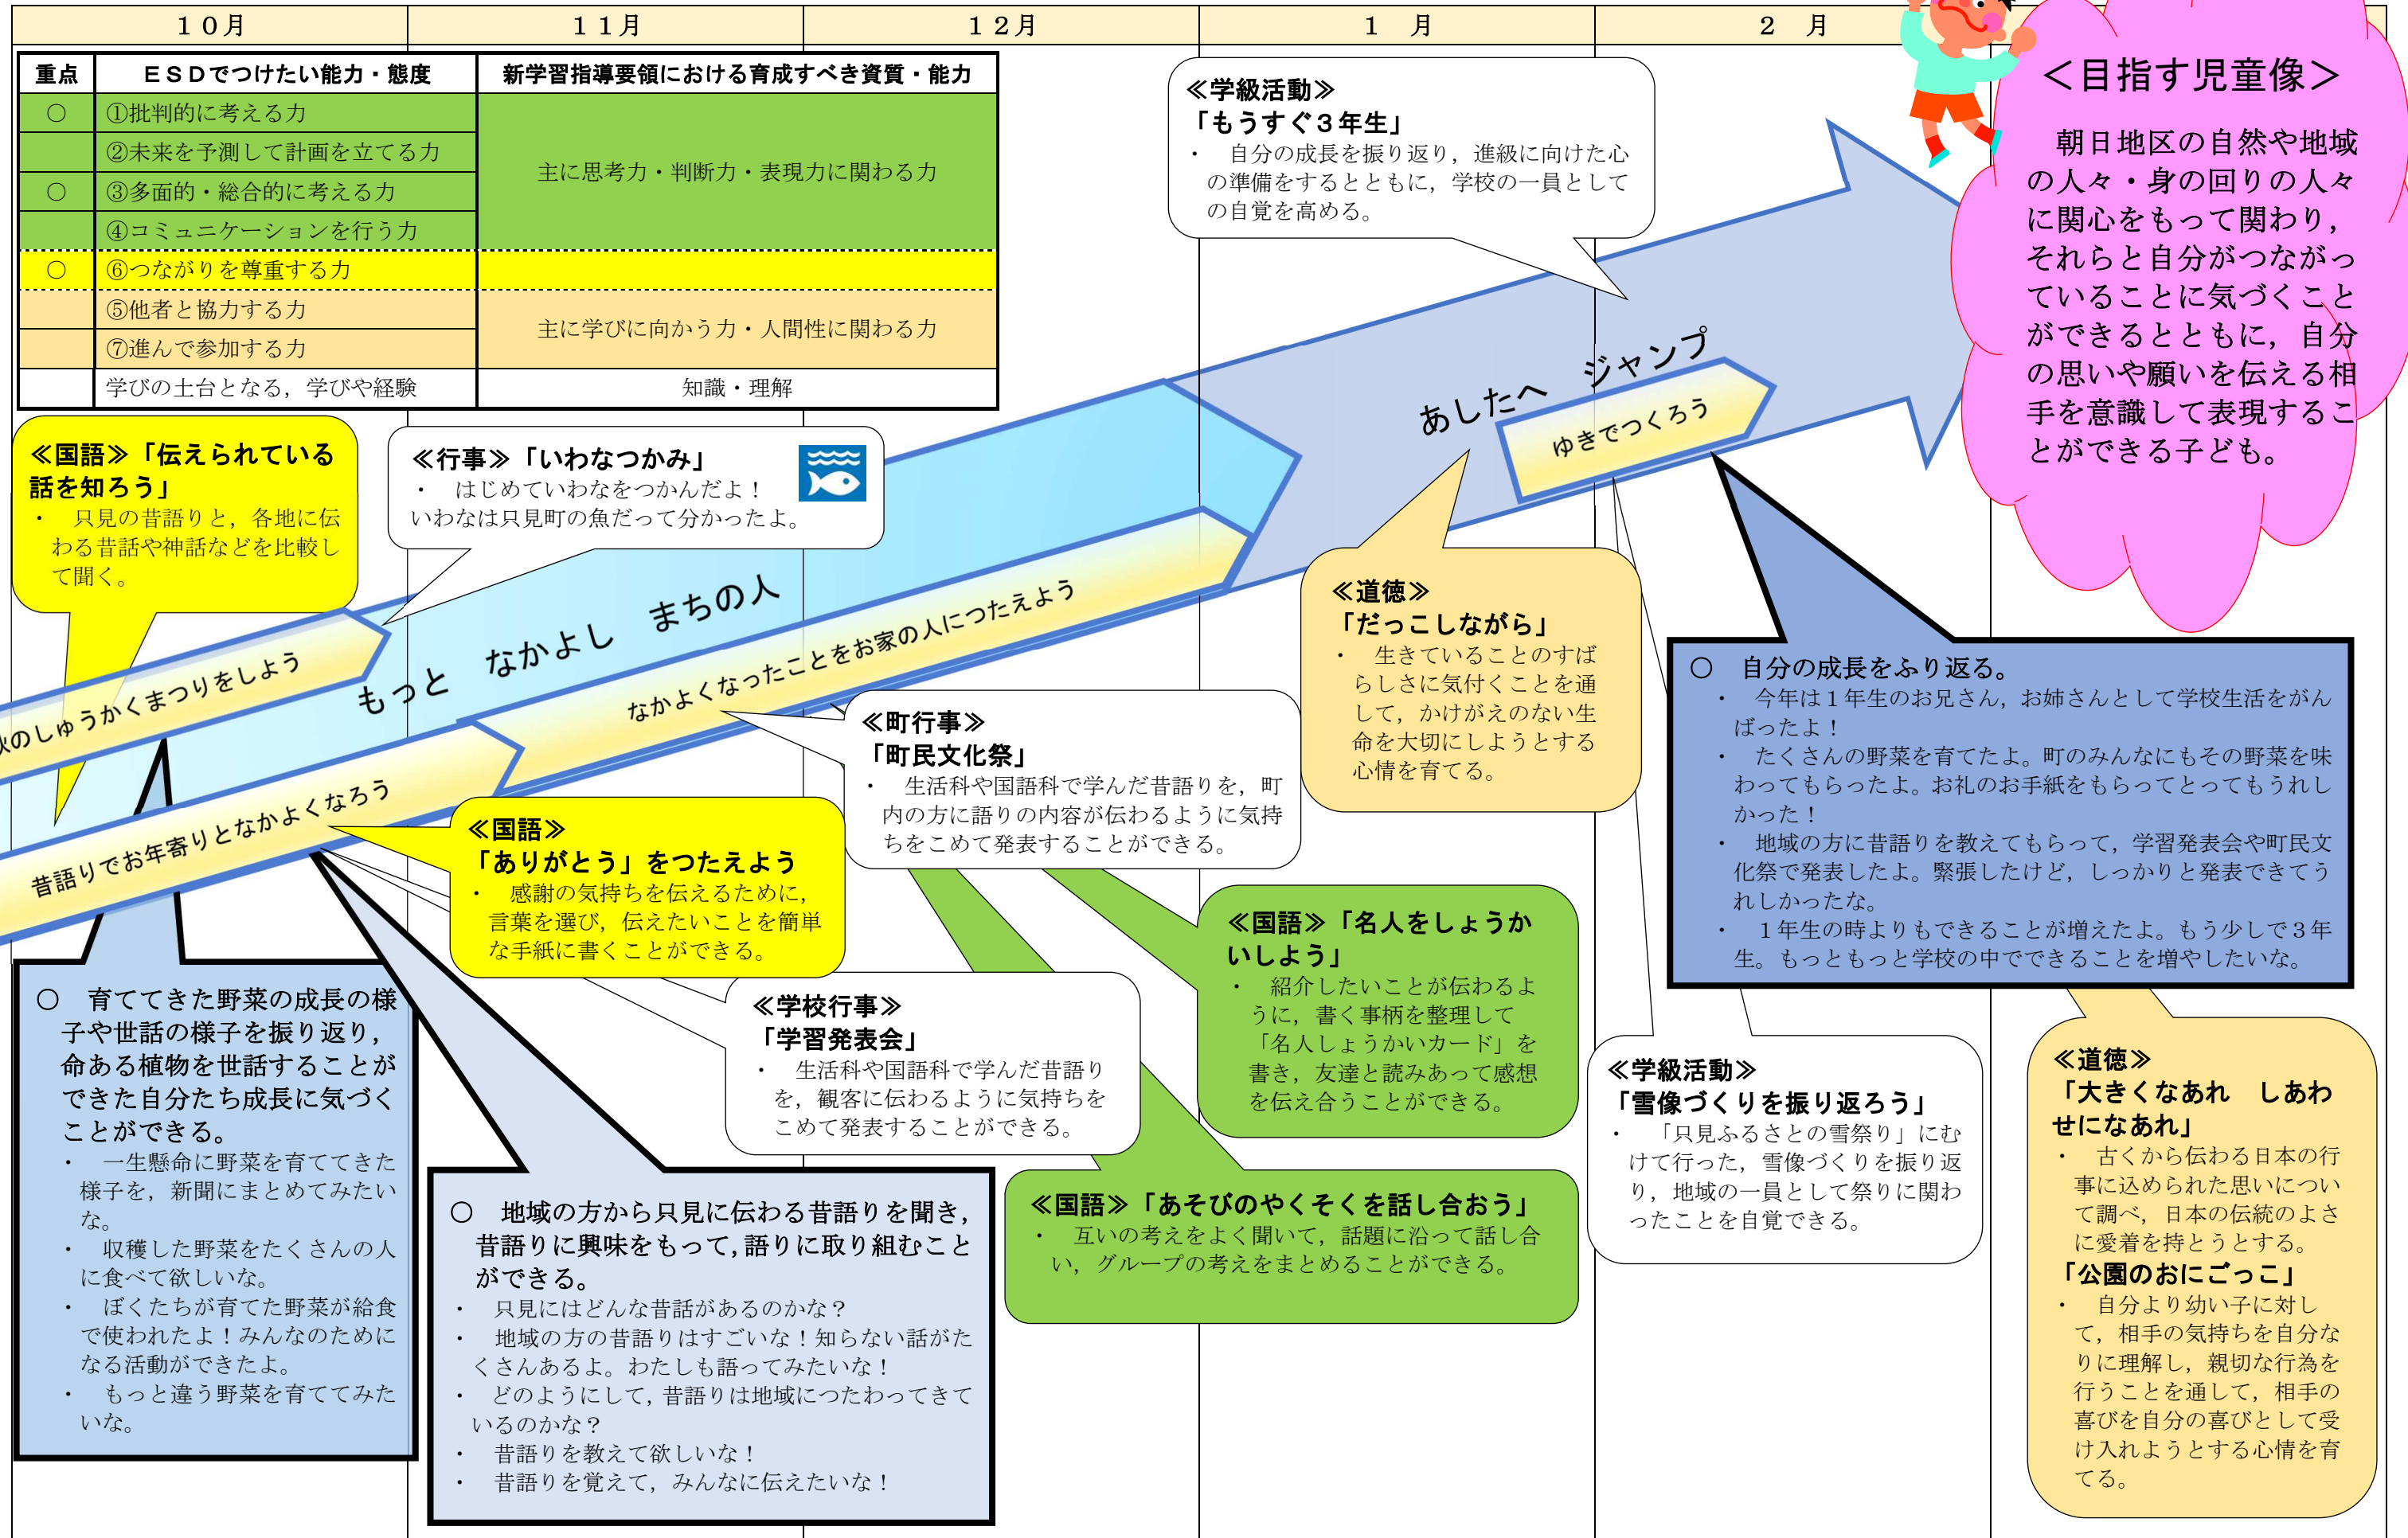 １０月
１１月
１２月
１　月
２　月
重点
ＥＳＤでつけたい能力・態度
新学習指導要領における育成すべき資質・能力
○
①批判的に考える力
②未来を予測して計画を立てる力
○
③多面的・総合的に考える力
④コミュニケーションを行う力
主に思考力・判断力・表現力に関わる力
○
⑥つながりを尊重する力
⑤他者と協力する力
⑦進んで参加する力
主に学びに向かう力・人間性に関わる力
学びの土台となる，学びや経験
知識・理解
≪学級活動≫
「もうすぐ３年生」
・　自分の成長を振り返り，進級に向けた心
の準備をするとともに，学校の一員として
の自覚を高める。
＜目指す児童像＞
朝日地区の自然や地域
の人々・身の回りの人々
に関心をもって関わり，
それらと自分がつながっ
ていることに気づくこと
ができるとともに，自分
の思いや願いを伝える相
手を意識して表現するこ
とができる子ども。
≪国語≫「伝えられている
話を知ろう」
・　只見の昔語りと，各地に伝
わる昔話や神話などを比較し
て聞く。
≪行事≫「いわなつかみ」
・　はじめていわなをつかんだよ！
いわなは只見町の魚だって分かったよ。
あしたへ　ジャンプ
ゆきでつくろう
もっと　なかよし　まちの人
のしゅうかくまつりをしよう
昔語りでお年寄りとなかよくなろう
なかよくなったことをお家の人につたえよう
≪道徳≫
「だっこしながら」
・　生きていることのすば
らしさに気付くことを通
して，かけがえのない生
命を大切にしようとする
心情を育てる。
≪町行事≫
「町民文化祭」
・　生活科や国語科で学んだ昔語りを，町
内の方に語りの内容が伝わるように気持
ちをこめて発表することができる。
○　自分の成長をふり返る。
・　今年は１年生のお兄さん，お姉さんとして学校生活をがん
ばったよ！
・　たくさんの野菜を育てたよ。町のみんなにもその野菜を味
わってもらったよ。お礼のお手紙をもらってとってもうれし
かった！
・　地域の方に昔語りを教えてもらって，学習発表会や町民文
化祭で発表したよ。緊張したけど，しっかりと発表できてう
れしかったな。
・　１年生の時よりもできることが増えたよ。もう少しで３年
生。もっともっと学校の中でできることを増やしたいな。
≪国語≫
「ありがとう」をつたえよう
・　感謝の気持ちを伝えるために，
言葉を選び，伝えたいことを簡単
な手紙に書くことができる。
≪国語≫「名人をしょうか
いしよう」
・　紹介したいことが伝わるよ
うに，書く事柄を整理して
「名人しょうかいカード」を
書き，友達と読みあって感想
を伝え合うことができる。
○　育ててきた野菜の成長の様
子や世話の様子を振り返り，
命ある植物を世話することが
できた自分たち成長に気づく
ことができる。
・　一生懸命に野菜を育ててきた
様子を，新聞にまとめてみたい
な。
・　収穫した野菜をたくさんの人
に食べて欲しいな。
・　ぼくたちが育てた野菜が給食
で使われたよ！みんなのために
なる活動ができたよ。
・　もっと違う野菜を育ててみた
いな。
≪学校行事≫
「学習発表会」
・　生活科や国語科で学んだ昔語り
を，観客に伝わるように気持ちを
こめて発表することができる。
○　地域の方から只見に伝わる昔語りを聞き，
昔語りに興味をもって，語りに取り組むこと
ができる。
・　只見にはどんな昔話があるのかな？
・　地域の方の昔語りはすごいな！知らない話がた
くさんあるよ。わたしも語ってみたいな！
・　どのようにして，昔語りは地域につたわってきて
いるのかな？
・　昔語りを教えて欲しいな！
・　昔語りを覚えて，みんなに伝えたいな！
≪国語≫「あそびのやくそくを話し合おう」
・　互いの考えをよく聞いて，話題に沿って話し合
い，グループの考えをまとめることができる。
≪学級活動≫
「雪像づくりを振り返ろう」
・　「只見ふるさとの雪祭り」にむ
けて行った，雪像づくりを振り返
り，地域の一員として祭りに関わ
ったことを自覚できる。
≪道徳≫
「大きくなあれ　しあわ
せになあれ」
・　古くから伝わる日本の行
事に込められた思いについ
て調べ，日本の伝統のよさ
に愛着を持とうとする。
「公園のおにごっこ」
・　自分より幼い子に対し
て，相手の気持ちを自分な
りに理解し，親切な行為を
行うことを通して，相手の
喜びを自分の喜びとして受
け入れようとする心情を育
てる。